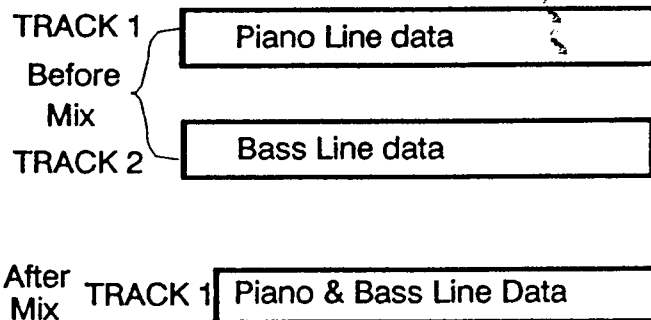 TRACK 1
Piano Line data
Before
Mix
TRACK 2
Bass Line data
After
Mix
TRACK 1
Piano & Bass Line Data